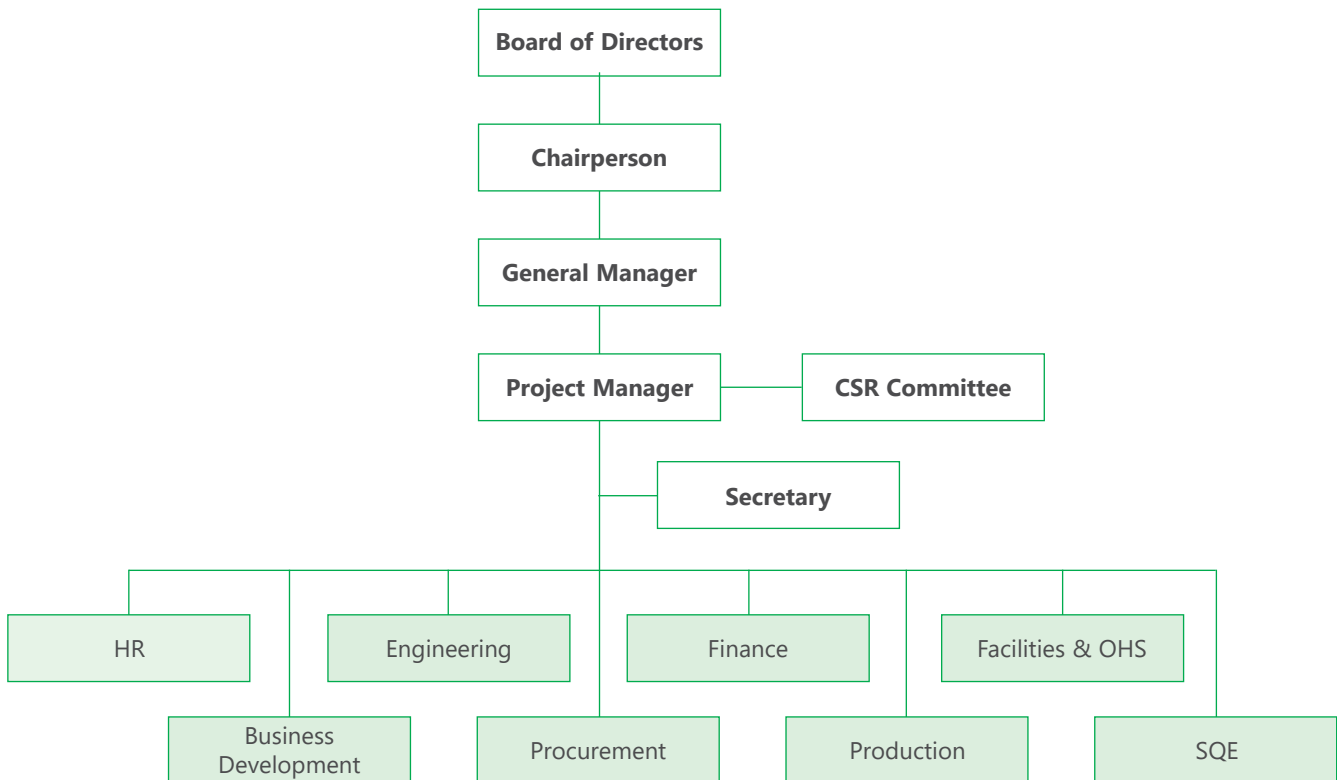 Board of Directors
Chairperson
General Manager
Project Manager
CSR Committee
Secretary
HR
Engineering
Finance
Facilities & OHS
Business
Development
Procurement
Production
SQE